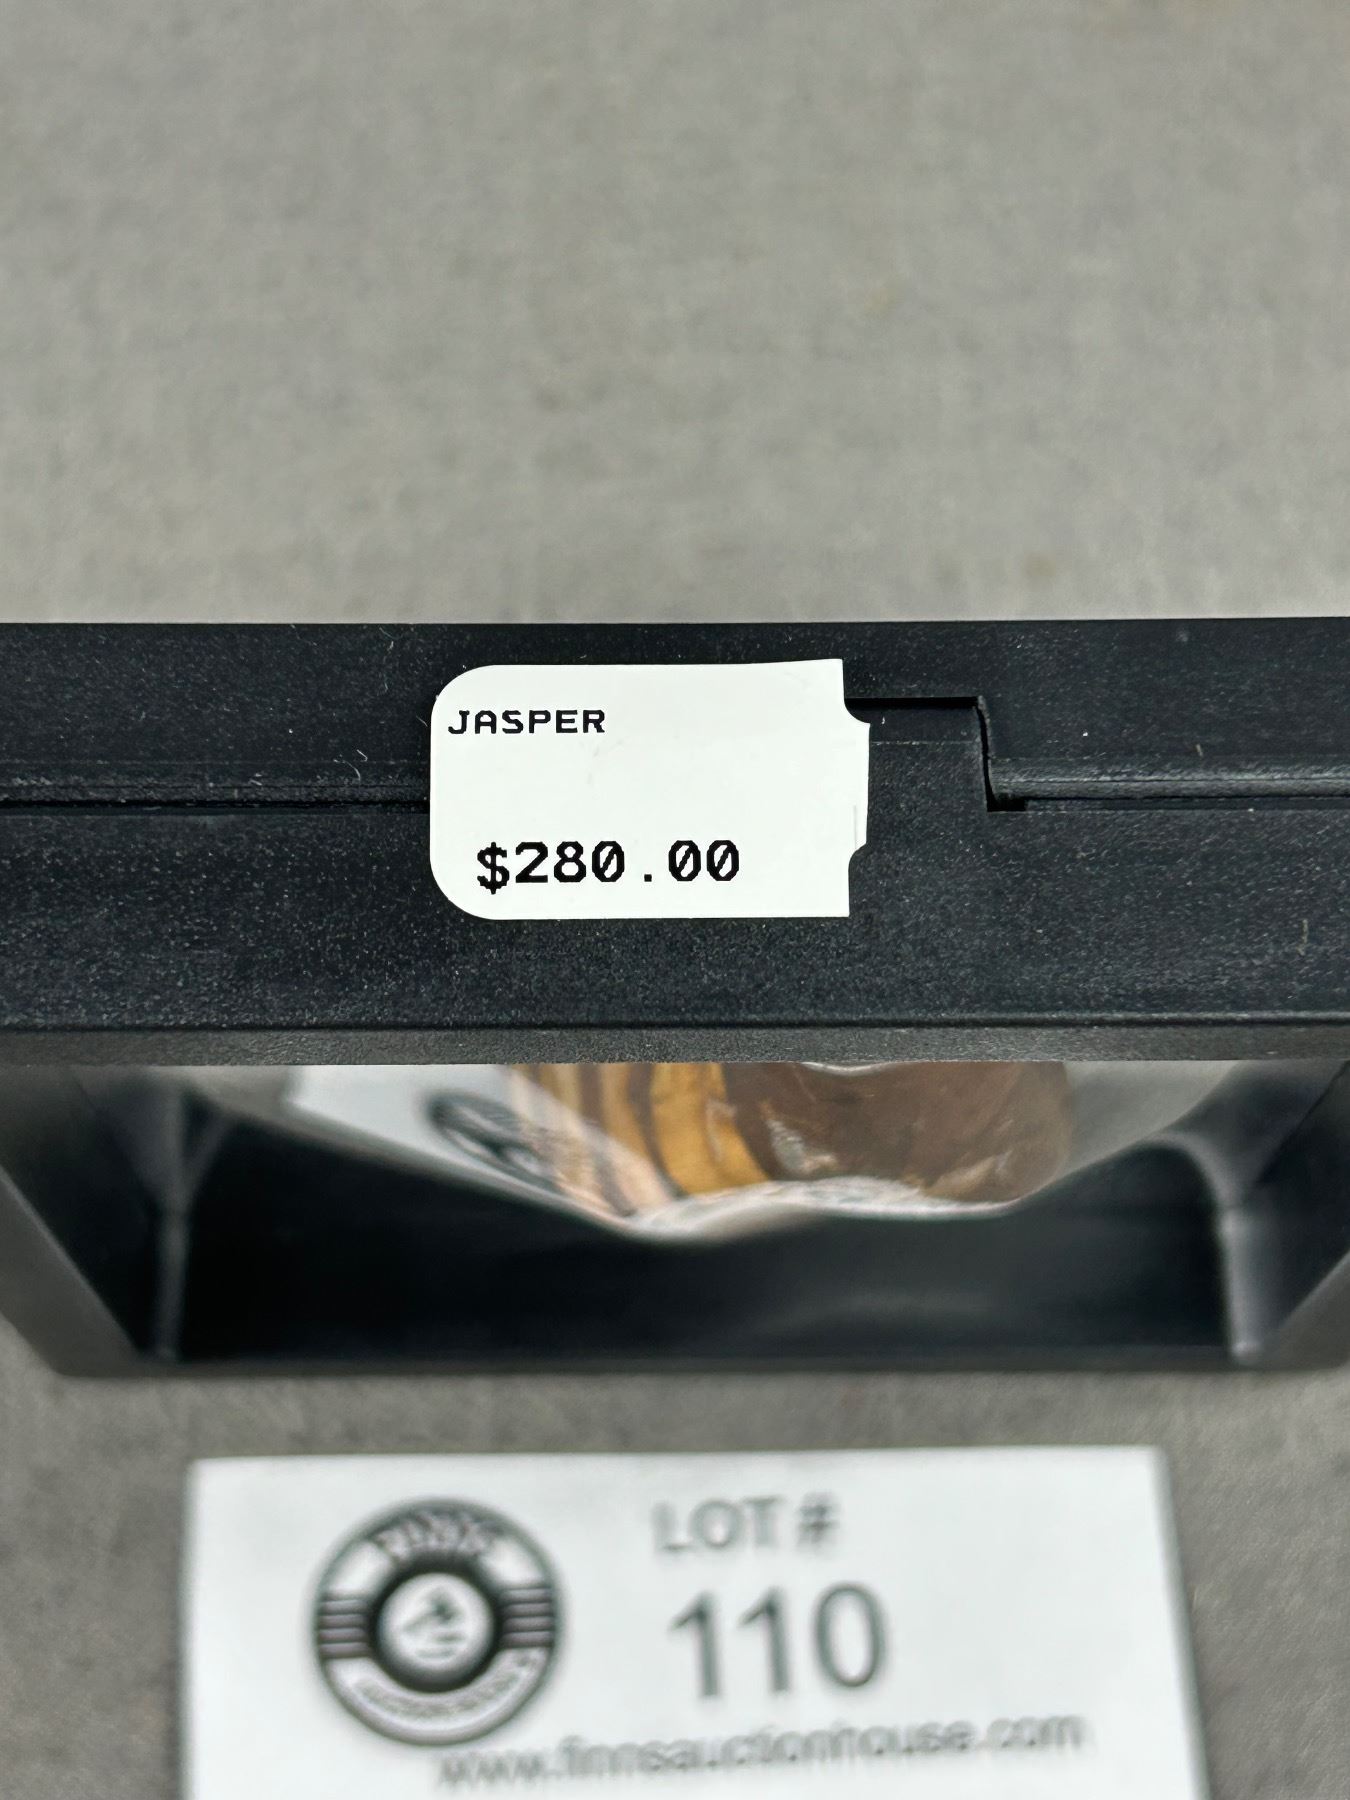 JASPER
$280.00
LOT #
110
www.finnsauctionhouse.com